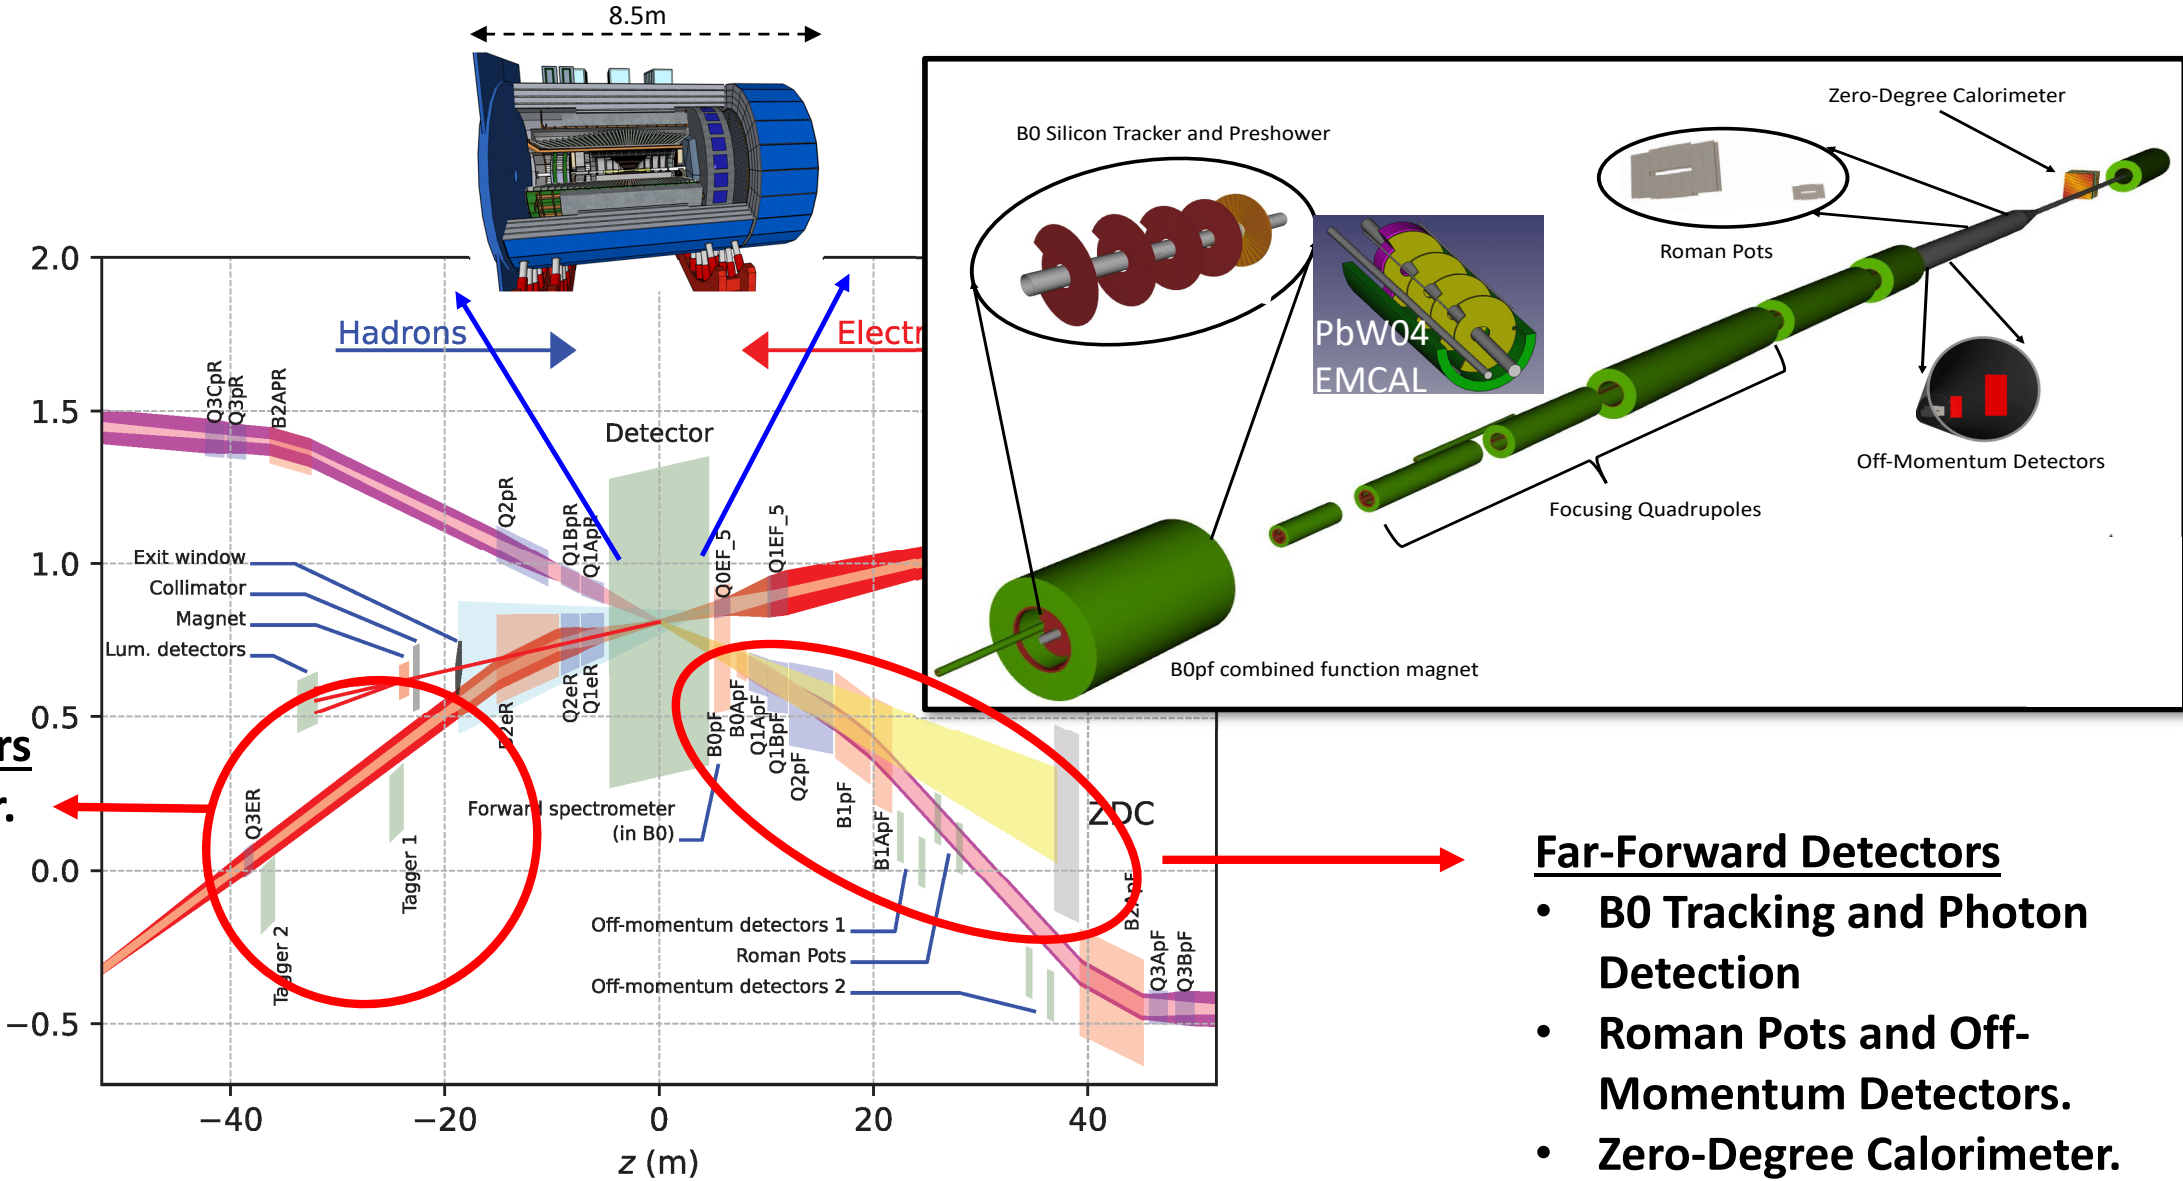 8.5m
B0 Silicon Tracker and Preshower
Zero-Degree Calorimeter
Roman Pots
PbW04
EMCAL
Off-Momentum Detectors
Focusing Quadrupoles
B0pf combined function magnet
2.0
1.5
1.0
0.5
0.0
−0.5
Hadrons
Electr
Q3CpR
Q3pR
B2APR
Detector
Q2pR
Q1BpR
Q1ApR
Q0EF_5
Q1EF_5
Exit window
Collimator
Magnet
Lum. detectors
B2eR
Q2eR
Q1eR
B0pF
B0ApF
Q1ApF
Q1BpF
Q2pF
B1pF
B1ApF
Q3ER
Tagger 1
Tagger 2
Forward spectrometer
(in B0)
ZDC
B2ApF
Q3ApF
Q3BpF
Off-momentum detectors 1
Roman Pots
Off-momentum detectors 2
−40
−20
0
20
40
z (m)
rs
r.
Far-Forward Detectors
• B0 Tracking and Photon
Detection
• Roman Pots and Off-
Momentum Detectors.
• Zero-Degree Calorimeter.